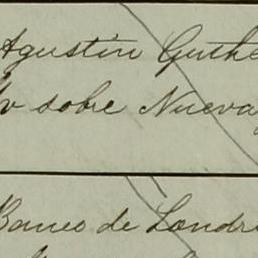 Agustin Guthe
sobre Nueva
Banco de Londr